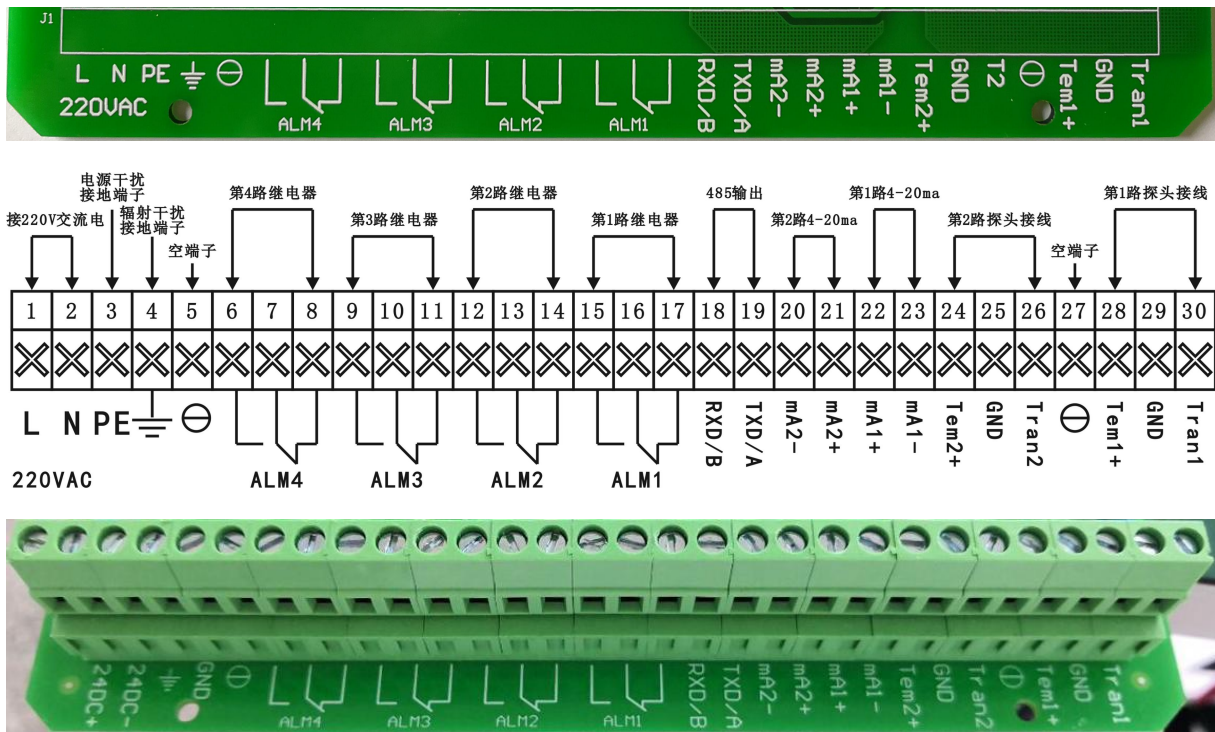 J1
L N PE
220VAC
ALM4
ALM3
ALM2
ALM1
RXD/B
TXD/A
mA2-
mA2+
mA1+
mA1-
Tem2+
GND
T2
Tem1+
GND
Tran1
电源干扰
接地端子
接220V交流电
辐射干扰
接地端子
空端子
第4路继电器
第3路继电器
第2路继电器
第1路继电器
485输出
第2路4-20ma
第1路4-20ma
第2路探头接线
空端子
第1路探头接线
1 2 3 4 5 6 7 8 9 10 11 12 13 14 15 16 17 18 19 20 21 22 23 24 25 26 27 28 29 30
L N PE
220VAC
ALM4
ALM3
ALM2
ALM1
RXD/B
TXD/A
mA2-
mA2+
mA1+
mA1-
Tem2+
GND
Tran2
Tem1+
GND
Tran1
24DC+
24DC-
GND
ALM4
ALM3
ALM2
ALM1
RXD/B
TXD/A
mA2-
mA2+
mA1+
mA1-
Tem2+
GND
Tran2
Tem1+
GND
Tran1